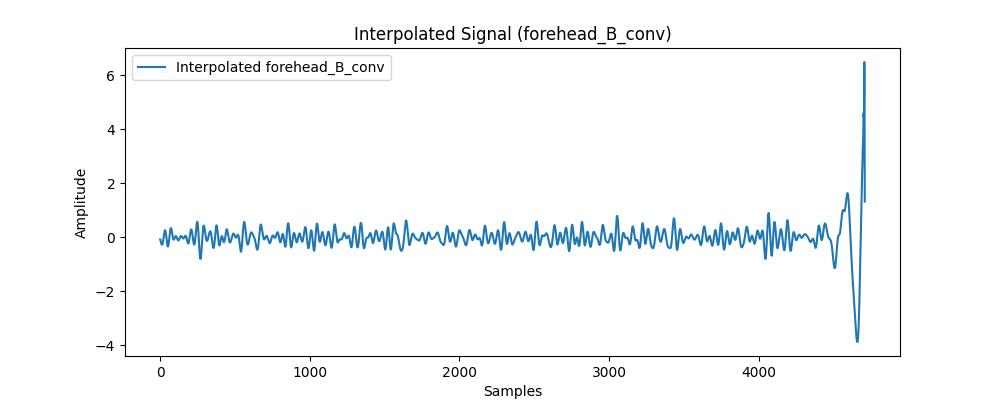 Interpolated Signal (forehead_B_conv)
Interpolated forehead_B_conv
6
4
2
0
−2
−4
Amplitude
0 1000 2000 3000 4000
Samples